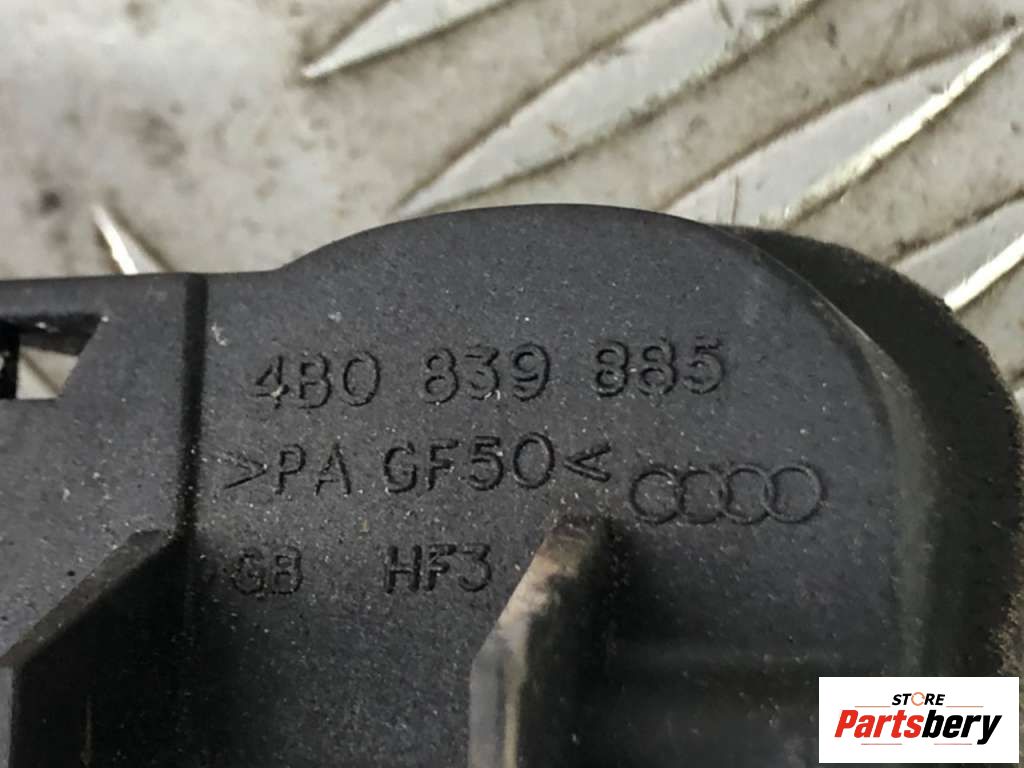 4B0 839 885
>PA GF50<
GB HF3
STORE
Partsbery